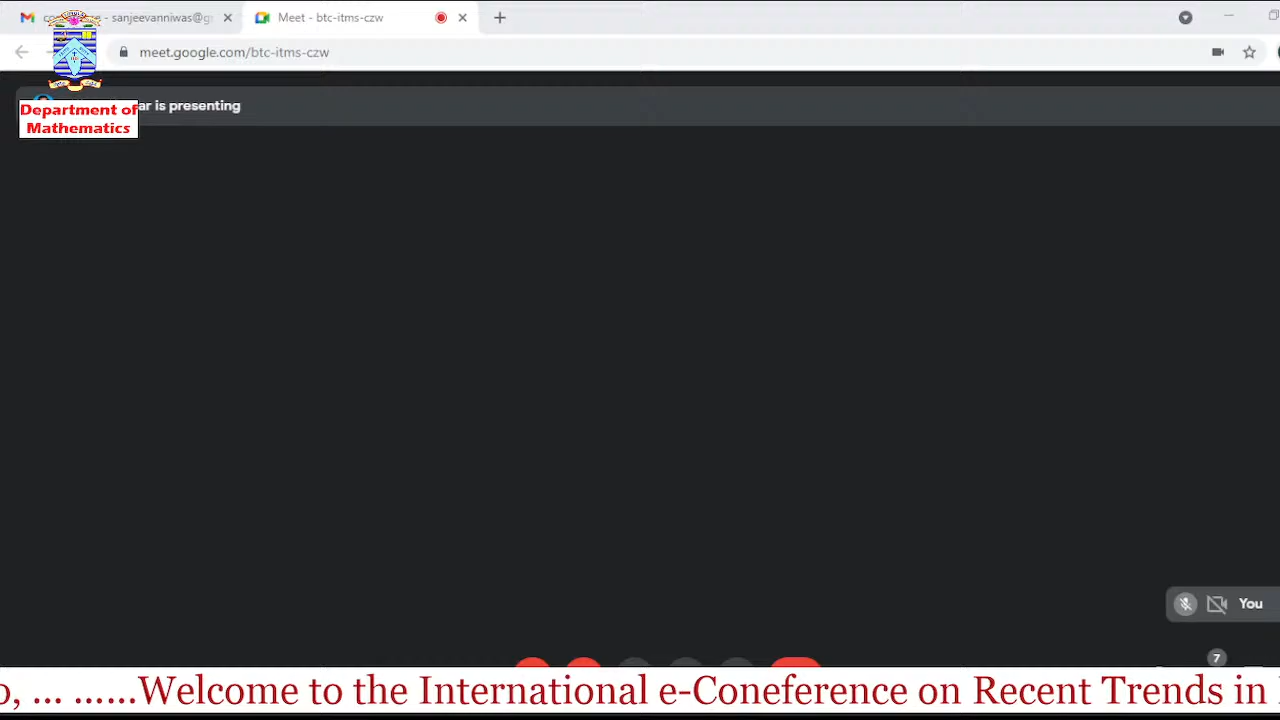 - sanjeevanniwas@g
Meet - btc-itms-czw
meet.google.com/btc-itms-czw
ar is presenting
Department of
Mathematics
You
7
o, ... ......Welcome to the International e-Coneference on Recent Trends in